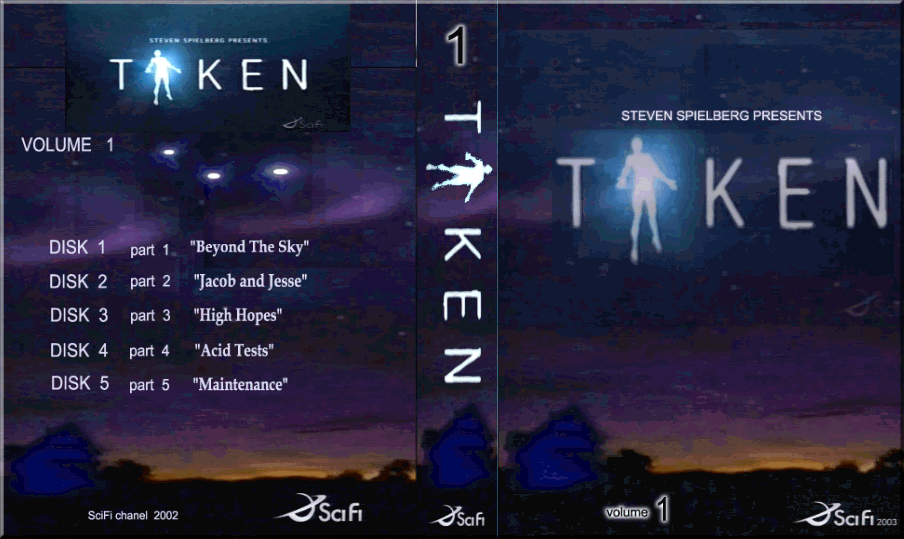 STEVEN SPIELBERG PRESENTS
TAKEN
SciFi
VOLUME 1
DISK 1 part 1 "Beyond The Sky"
DISK 2 part 2 "Jacob and Jesse"
DISK 3 part 3 "High Hopes"
DISK 4 part 4 "Acid Tests"
DISK 5 part 5 "Maintenance"
SciFi chanel 2002
SciFi
1
TAKEN
SciFi
STEVEN SPIELBERG PRESENTS
TAKEN
volume 1
SciFi 2003